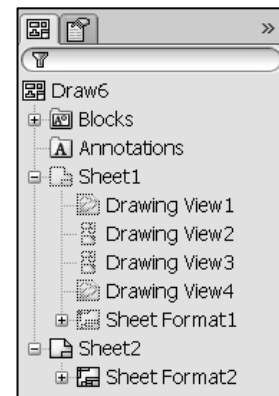 »
Draw6
Blocks
A Annotations
Sheet1
Drawing View1
Drawing View2
Drawing View3
Drawing View4
Sheet Format1
Sheet2
Sheet Format2